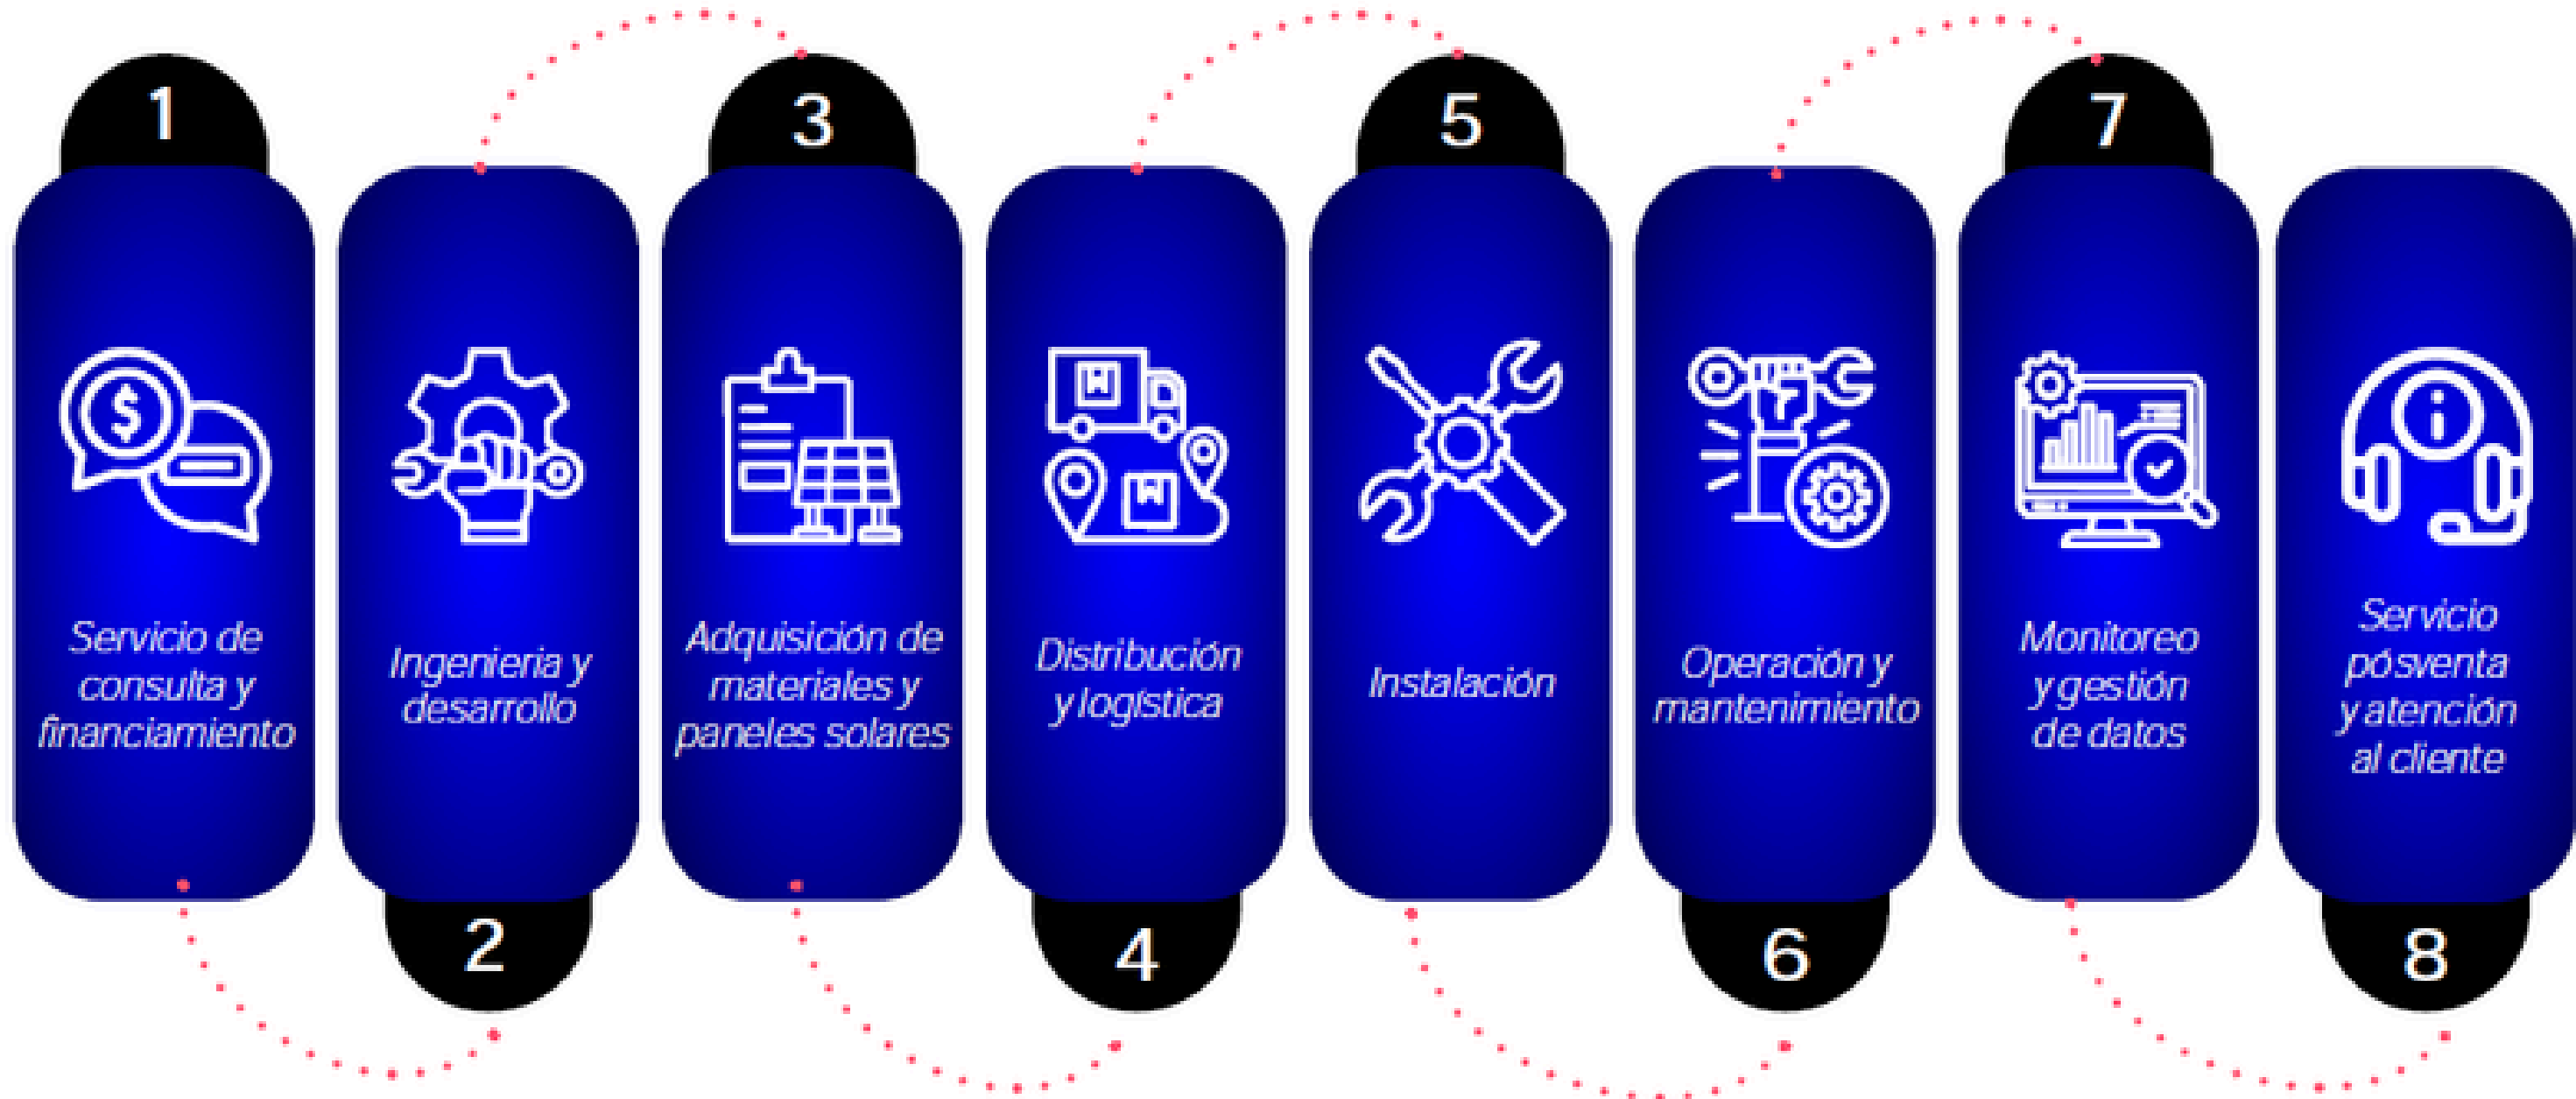 1
Servicio de
consulta y
financiamiento
2
Ingenieria y
desarrollo
3
Adquisición de
materiales y
paneles solares
4
Distribución
y logística
5
Instalación
6
Operación y
mantenimiento
7
Monitoreo
y gestión
de datos
8
Servicio
pósventa
y atención
al cliente